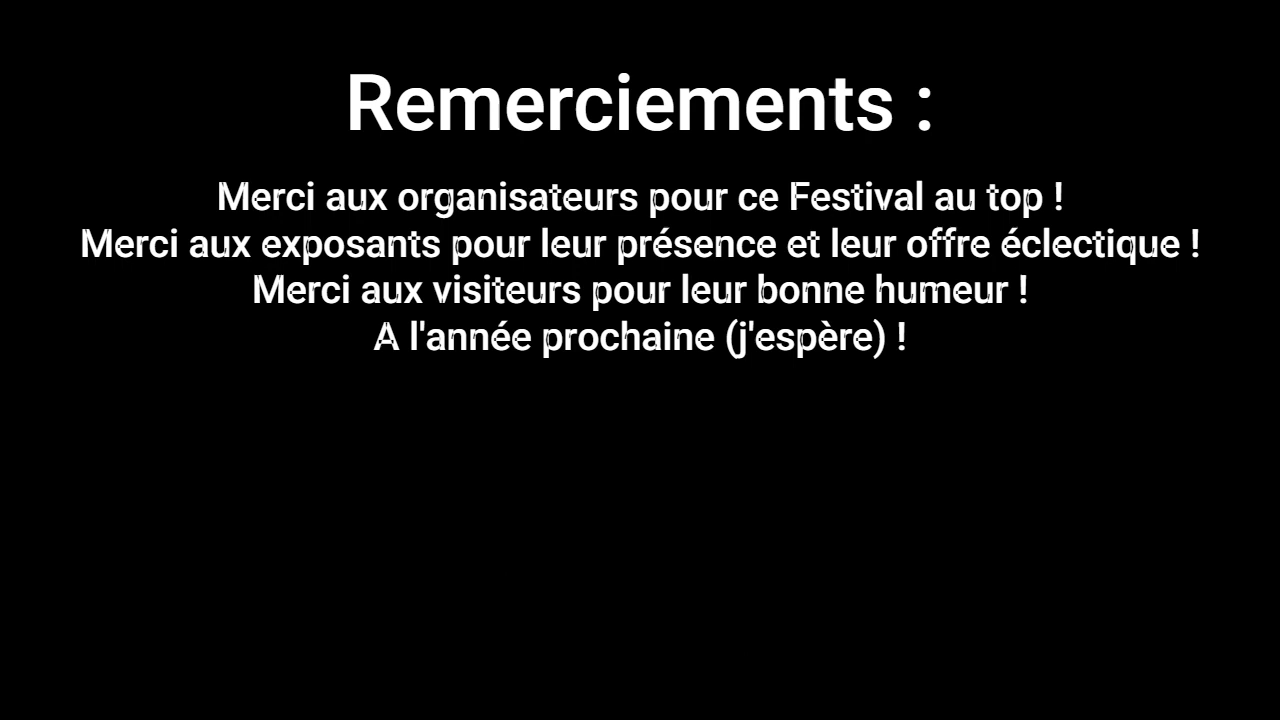 Remerciements :
Merci aux organisateurs pour ce Festival au top !
Merci aux exposants pour leur présence et leur offre éclectique !
Merci aux visiteurs pour leur bonne humeur !
A l'année prochaine (j'espère) !